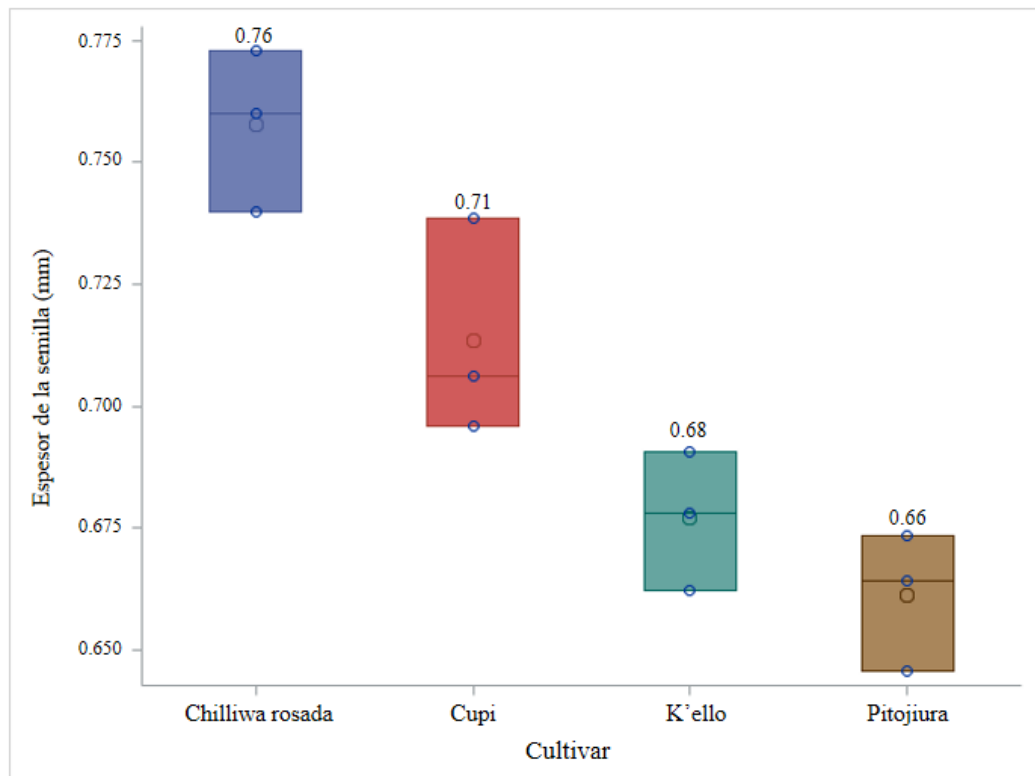 Espesor de la semilla (mm)
0.775
0.750
0.725
0.700
0.675
0.650
0.76
0.71
0.68
0.66
Chilliwa rosada
Cupi
K’ello
Pitojiura
Cultivar